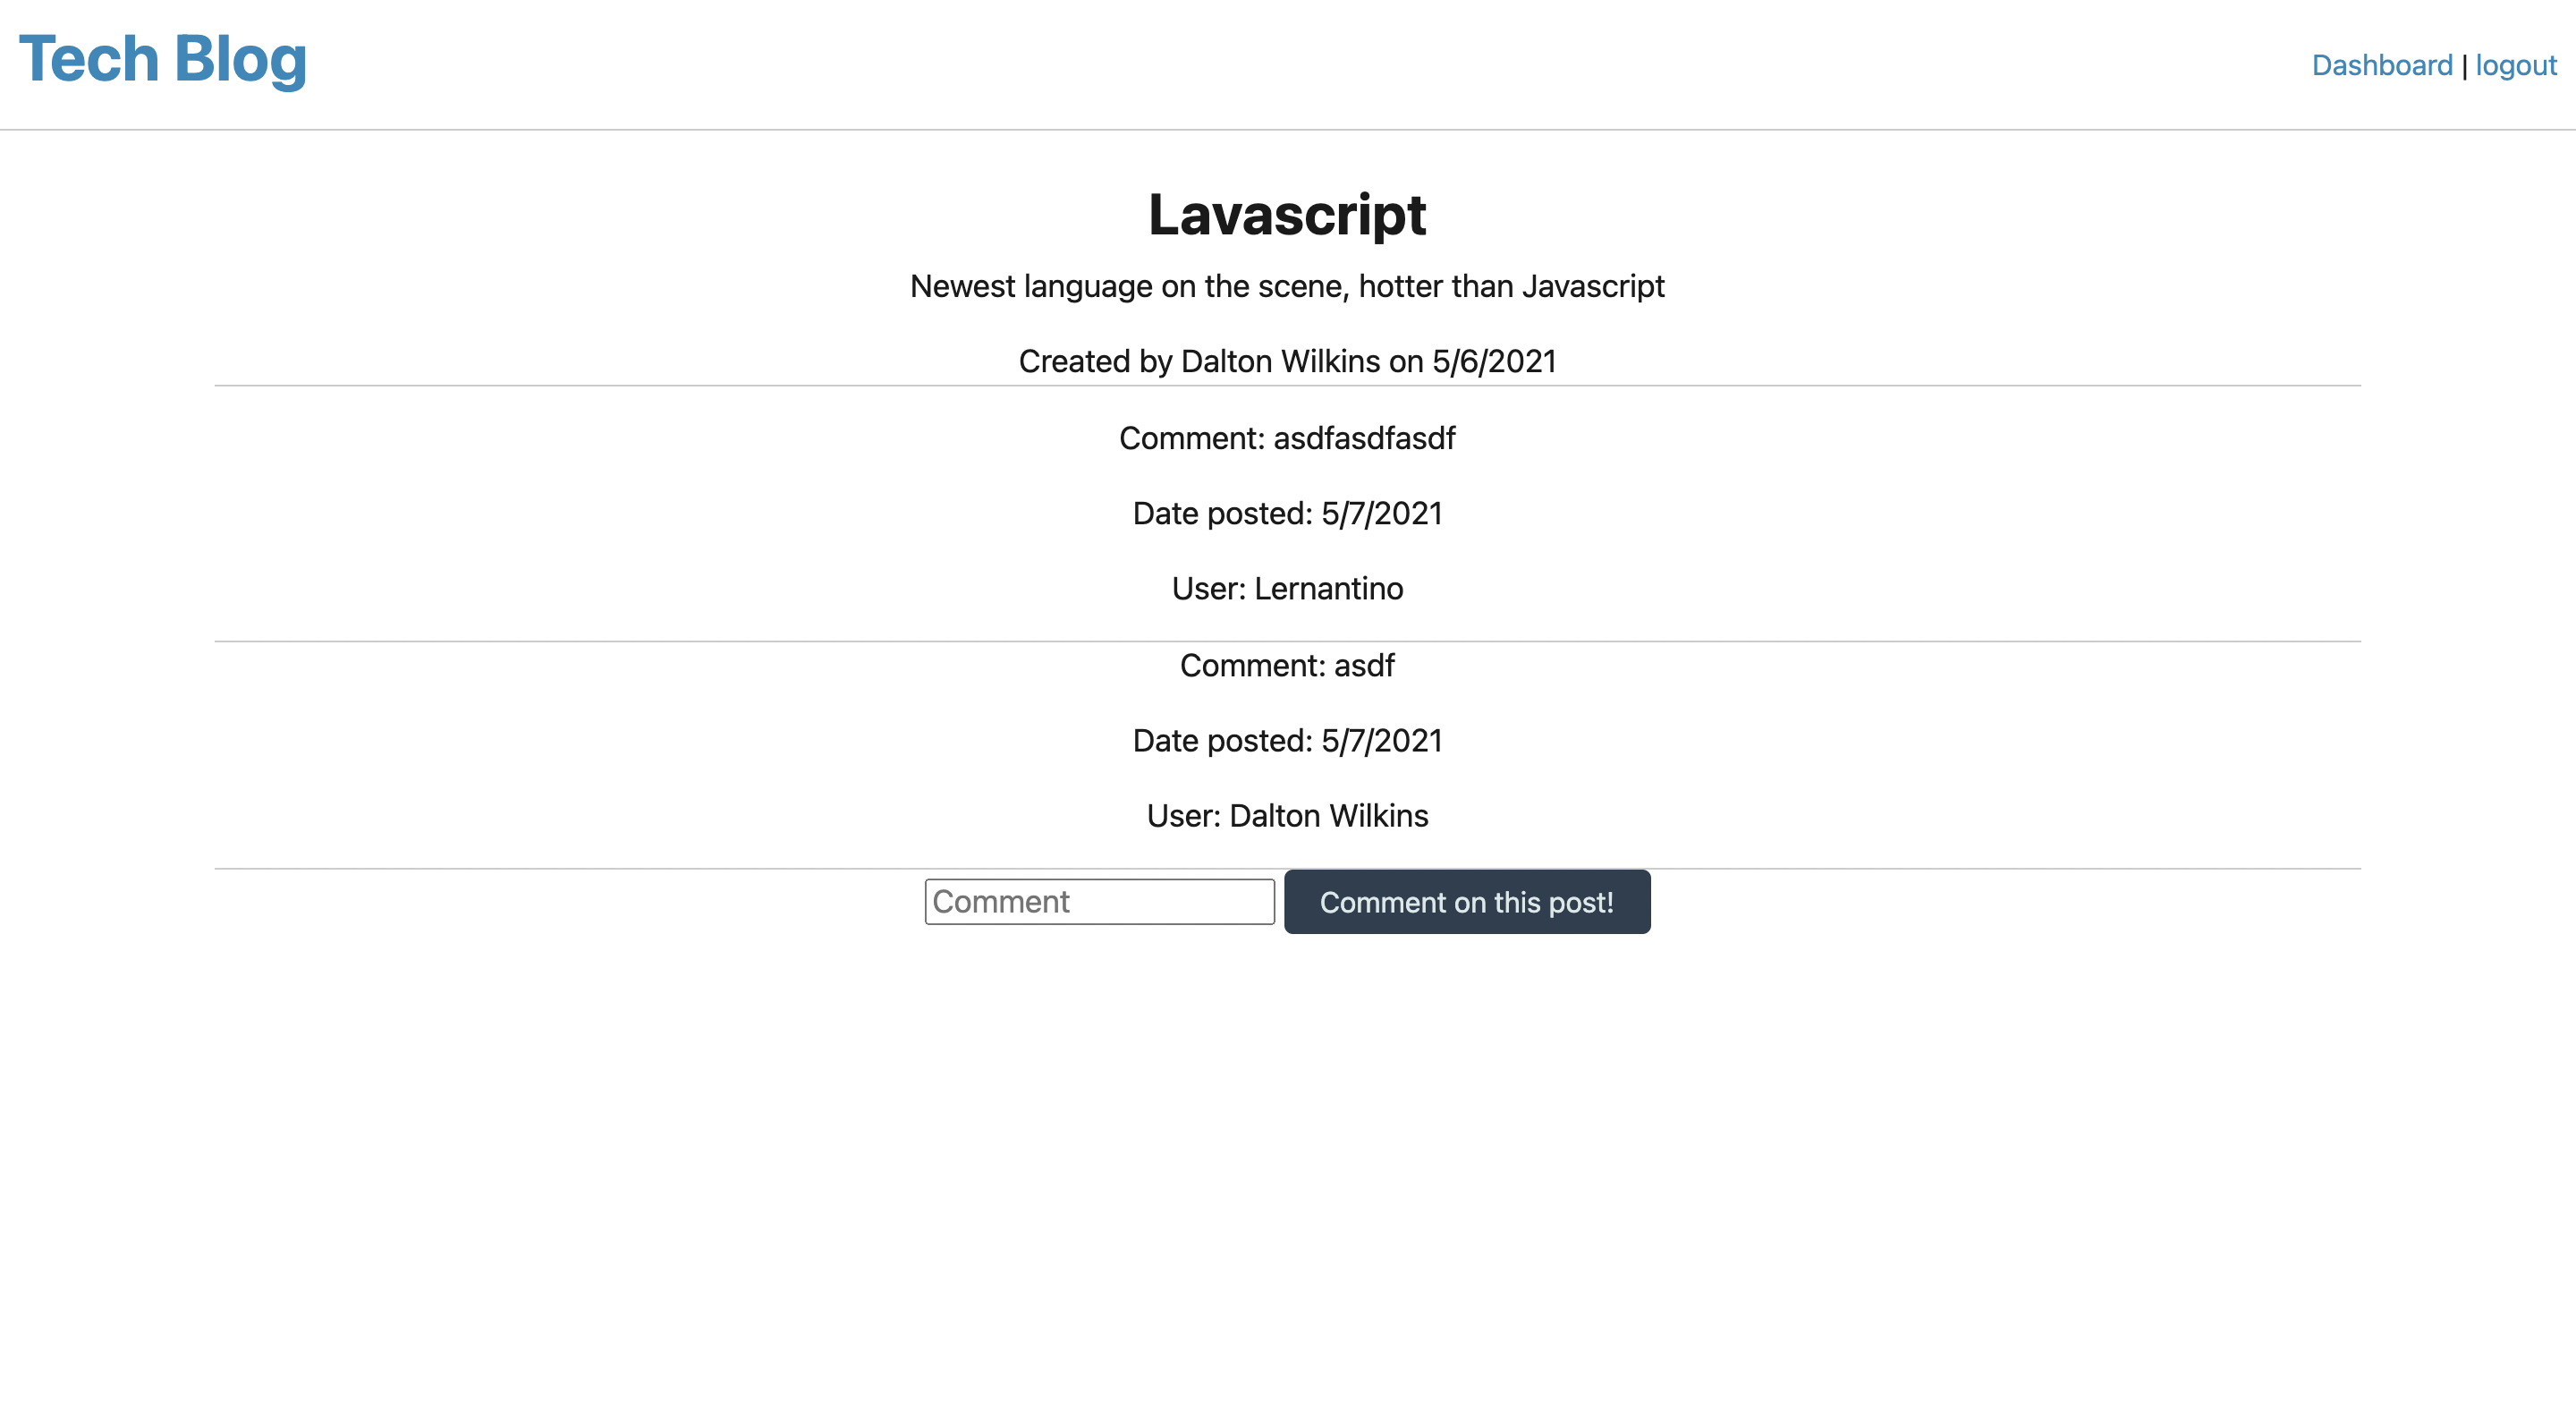 Tech Blog
Dashboard | logout
Lavascript
Newest language on the scene, hotter than Javascript
Created by Dalton Wilkins on 5/6/2021
Comment: asdfasdfasdf
Date posted: 5/7/2021
User: Lernantino
Comment: asdf
Date posted: 5/7/2021
User: Dalton Wilkins
Comment Comment on this post!